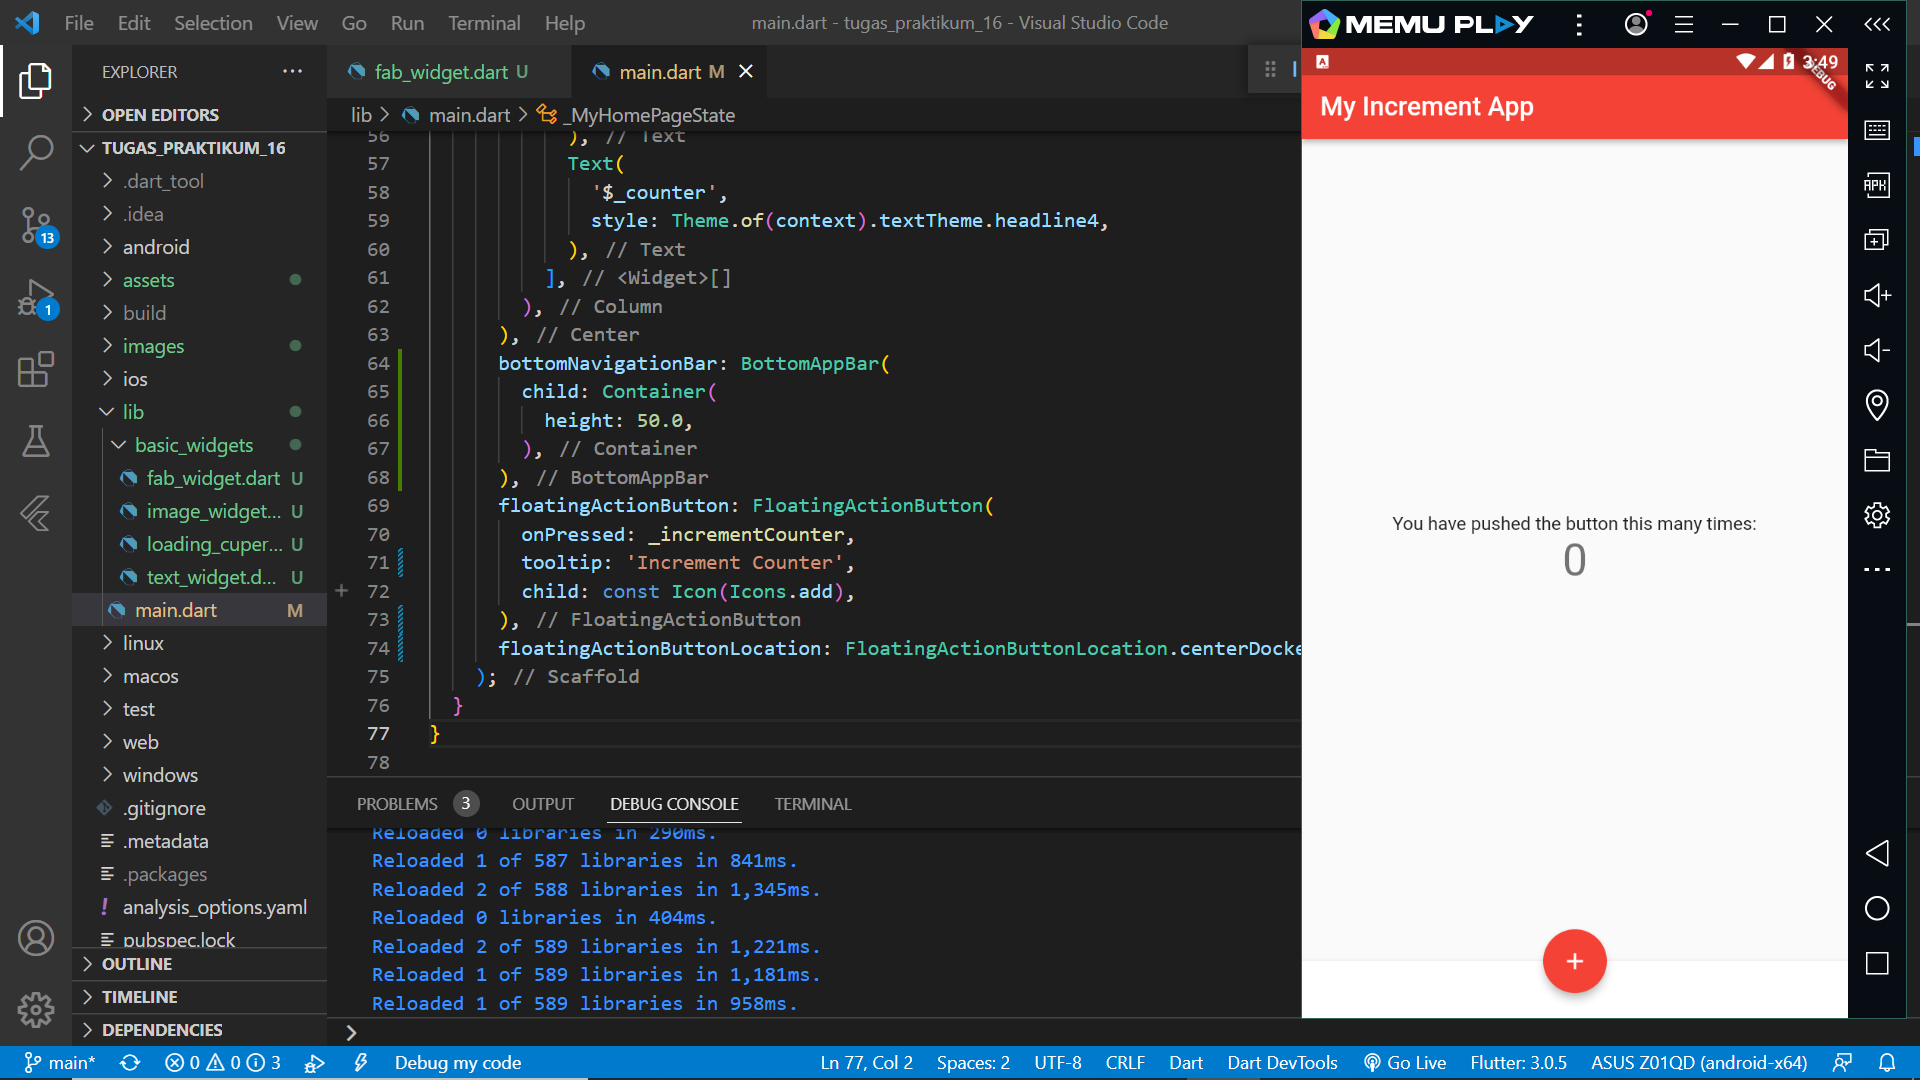 File Edit Selection View Go Run Terminal Help
main.dart - tugas_praktikum_16 - Visual Studio Code
EXPLORER
OPEN EDITORS
TUGAS_PRAKTIKUM_16
.dart_tool
.idea
android
assets
build
images
ios
lib
basic_widgets
fab_widget.dart U
image_widget... U
loading_cuper... U
text_widget.d... U
main.dart M
linux
macos
test
web
windows
.gitignore
.metadata
.packages
analysis_options.yaml
pubspec.lock
OUTLINE
TIMELINE
DEPENDENCIES
13
1
fab_widget.dart U
main.dart M
lib > main.dart > _MyHomePageState
56 ), // Text
57 Text(
58 '$_counter',
59 style: Theme.of(context).textTheme.headline4,
60 ), // Text
61 ], // <Widget>[]
62 ), // Column
63 ), // Center
64 bottomNavigationBar: BottomAppBar(
65 child: Container(
66 height: 50.0,
67 ), // Container
68 ), // BottomAppBar
69 floatingActionButton: FloatingActionButton(
70 onPressed: _incrementCounter,
71 tooltip: 'Increment Counter',
72 child: const Icon(Icons.add),
73 ), // FloatingActionButton
74 floatingActionButtonLocation: FloatingActionButtonLocation.centerDocke
75 ); // Scaffold
76 }
77 }
78
PROBLEMS 3 OUTPUT DEBUG CONSOLE TERMINAL
Reloaded 0 libraries in 290ms.
Reloaded 1 of 587 libraries in 841ms.
Reloaded 2 of 588 libraries in 1,345ms.
Reloaded 0 libraries in 404ms.
Reloaded 2 of 589 libraries in 1,221ms.
Reloaded 1 of 589 libraries in 1,181ms.
Reloaded 1 of 589 libraries in 958ms.
MEMU PLAY
A
3:49
DEBUG
My Increment App
You have pushed the button this many times:
0
APK
main* 0 0 3 Debug my code Ln 77, Col 2 Spaces: 2 UTF-8 CRLF Dart Dart DevTools Go Live Flutter: 3.0.5 ASUS Z01QD (android-x64)